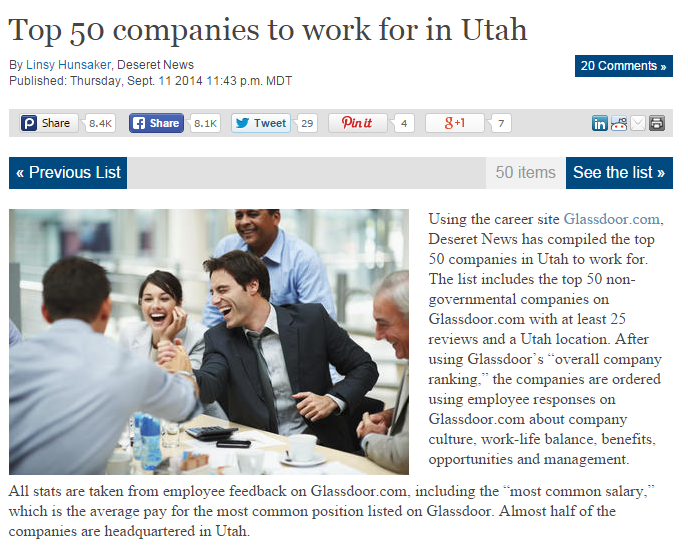 Top 50 companies to work for in Utah
By Linsy Hunsaker, Deseret News
Published: Thursday, Sept. 11 2014 11:43 p.m. MDT
20 Comments »
Share 8.4K Share 8.1K Tweet 29 Pin it 4 g+1 7 in
« Previous List 50 items See the list »
Using the career site Glassdoor.com,
Deseret News has compiled the top
50 companies in Utah to work for.
The list includes the top 50 non-
governmental companies on
Glassdoor.com with at least 25
reviews and a Utah location. After
using Glassdoor’s “overall company
ranking,” the companies are ordered
using employee responses on
Glassdoor.com about company
culture, work-life balance, benefits,
opportunities and management.
All stats are taken from employee feedback on Glassdoor.com, including the “most common salary,”
which is the average pay for the most common position listed on Glassdoor. Almost half of the
companies are headquartered in Utah.